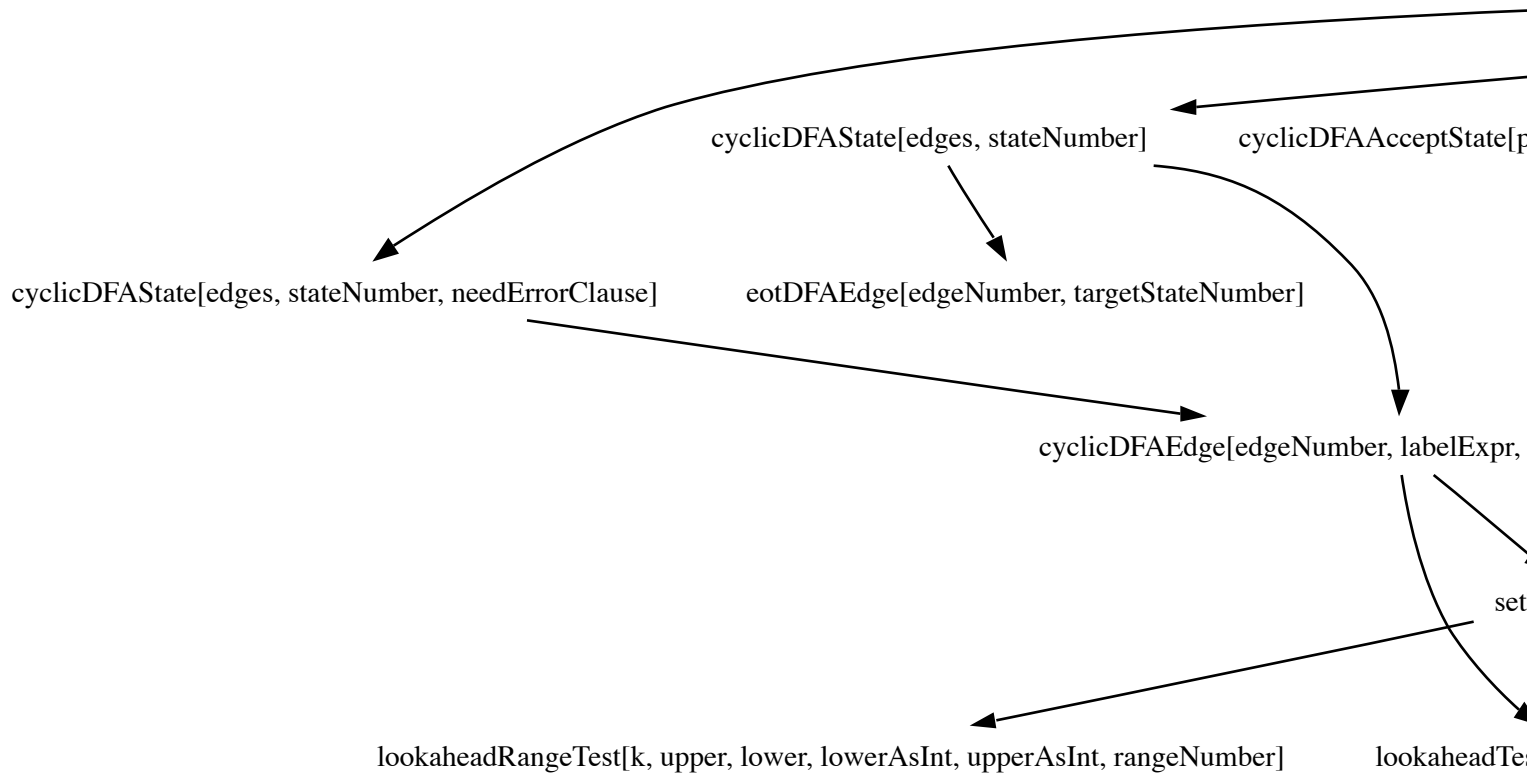 cyclicDFAState[edges, stateNumber] cyclicDFAAcceptState[p
cyclicDFAState[edges, stateNumber, needErrorClause] eotDFAEdge[edgeNumber, targetStateNumber]
cyclicDFAEdge[edgeNumber, labelExpr,
set
lookaheadRangeTest[k, upper, lower, lowerAsInt, upperAsInt, rangeNumber] lookaheadTes